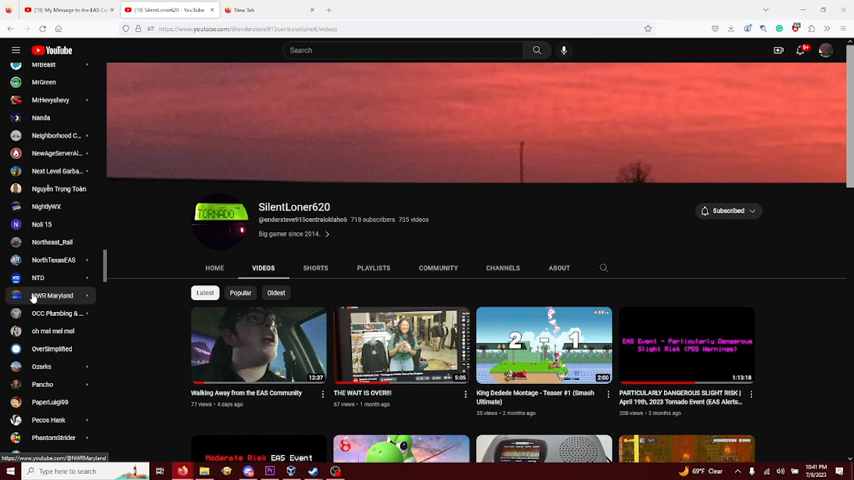 [19] My Message to the EAS Co
[19] SilentLoner620 - YouTube
New Tab
https://www.youtube.com/@endersteve915centraloklaho6/videos
YouTube
Search
9+
MrBeast
MrGreen
MrHevyshevy
Nanda
Neighborhood C...
NewAgeServerAl...
Next Level Garba...
Nguyễn Trọng Toàn
NightlyWX
Noli 15
Northeast_Rail
NorthTexasEAS
NTD
NWR Maryland
OCC Plumbing & ...
oh mel mel mel!
OverSimplified
Ozarks
Pancho
PaperLuigi99
Pecos Hank
PhantomStrider
TORNADO
SilentLoner620
@endersteve915centraloklaho6 718 subscribers 735 videos
Big gamer since 2014.
Subscribed
HOME VIDEOS SHORTS PLAYLISTS COMMUNITY CHANNELS ABOUT
Latest Popular Oldest
12:37
5:05
2 - 1
2:00
EAS Event - Particularly Dangerous
Slight Risk (PDS Warnings)
1:13:18
Walking Away from the EAS Community
77 views • 4 days ago
THE WAIT IS OVER!!!
67 views • 1 month ago
King Dedede Montage - Teaser #1 (Smash
Ultimate)
35 views • 2 months ago
PARTICULARLY DANGEROUS SLIGHT RISK |
April 19th, 2023 Tornado Event (EAS Alerts...
208 views • 2 months ago
Moderate Risk EAS Event
https://www.youtube.com/@NWRMaryland
Type here to search
69°F Clear
10:41 PM
7/9/2023